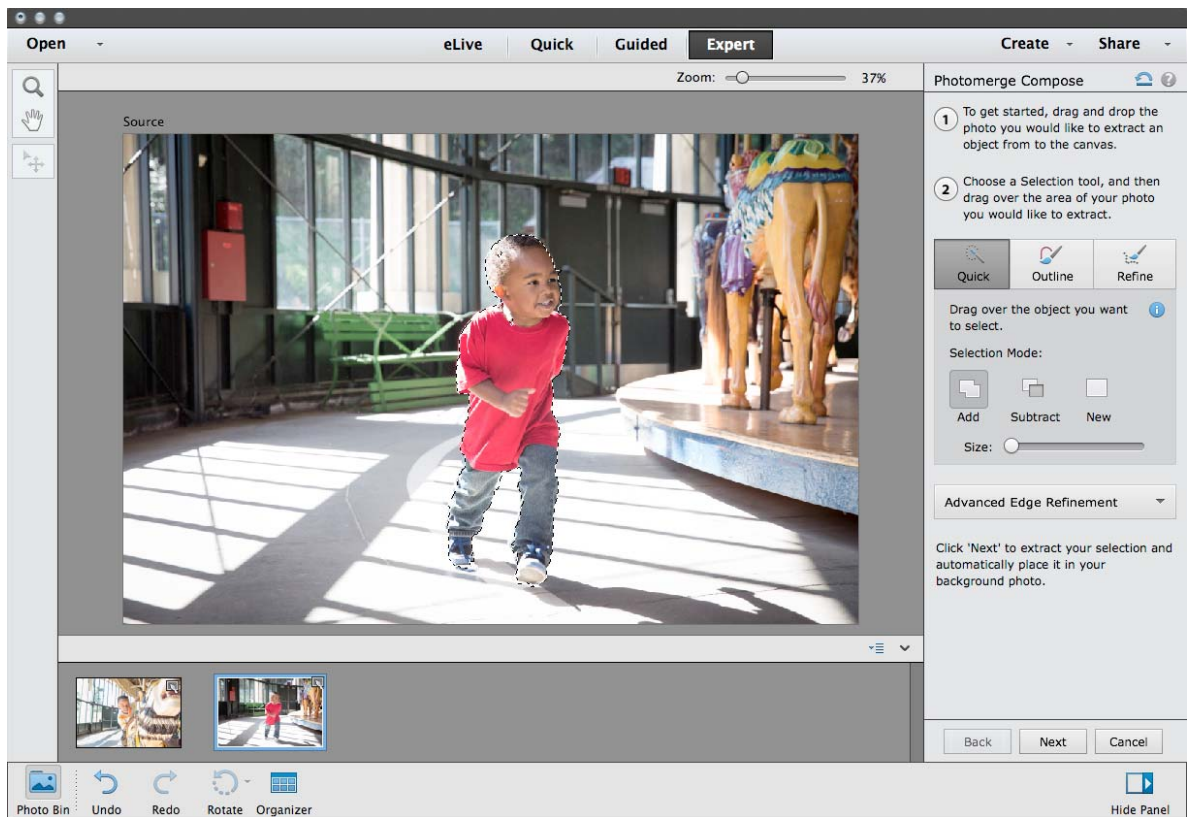 Open eLive Quick Guided Expert Create Share
Zoom: 37%
Source
Photomerge Compose
1 To get started, drag and drop the
photo you would like to extract an
object from to the canvas.
2 Choose a Selection tool, and then
drag over the area of your photo
you would like to extract.
Quick Outline Refine
Drag over the object you want
to select.
Selection Mode:
Add Subtract New
Size:
Advanced Edge Refinement
Click 'Next' to extract your selection and
automatically place it in your
background photo.
Back Next Cancel
Photo Bin Undo Redo Rotate Organizer Hide Panel